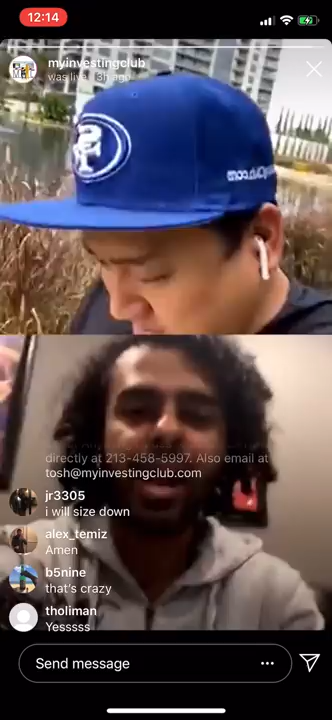 12:14
myinvestingclub
was live 13h ago
directly at 213-458-5997. Also email at
tosh@myinvestingclub.com
jr3305
i will size down
alex_temiz
Amen
b5nine
that's crazy
tholiman
Yesssss
Send message